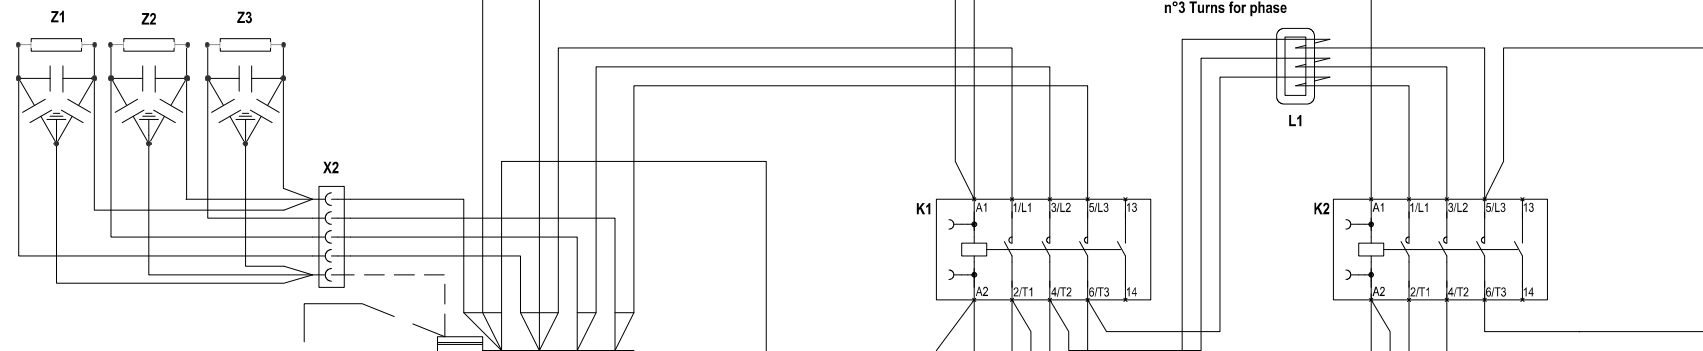 n°3 Turns for phase
Z1 Z2 Z3
L1
X2
K1 A1 1/L1 3/L2 5/L3 13
K2 A1 1/L1 3/L2 5/L3 13
A2 2/T1 4/T2 6/T3 14
A2 2/T1 4/T2 6/T3 14